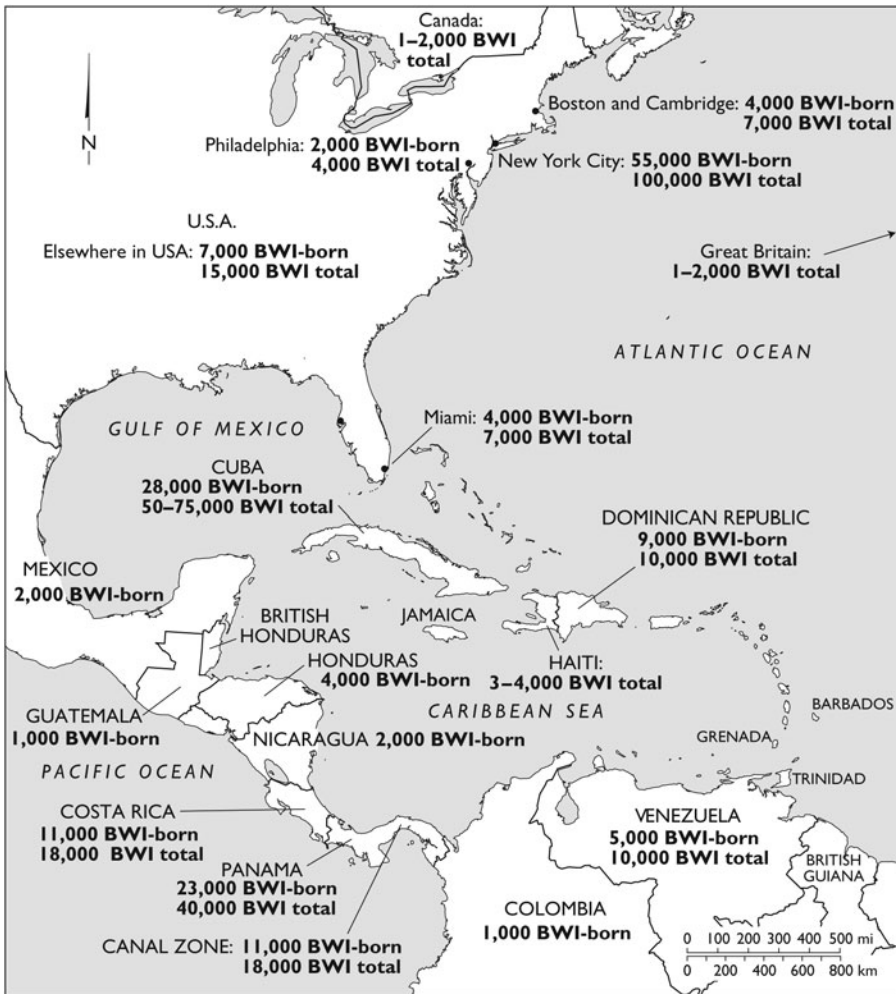 Canada:
1–2,000 BWI
total
Boston and Cambridge: 4,000 BWI-born
7,000 BWI total
N
Philadelphia: 2,000 BWI-born
4,000 BWI total
New York City: 55,000 BWI-born
100,000 BWI total
U.S.A.
Elsewhere in USA: 7,000 BWI-born
15,000 BWI total
Great Britain:
1–2,000 BWI total
ATLANTIC OCEAN
GULF OF MEXICO
Miami: 4,000 BWI-born
7,000 BWI total
CUBA
28,000 BWI-born
50–75,000 BWI total
DOMINICAN REPUBLIC
9,000 BWI-born
10,000 BWI total
MEXICO
2,000 BWI-born
BRITISH
HONDURAS
JAMAICA
HAITI:
3–4,000 BWI total
HONDURAS
4,000 BWI-born
CARIBBEAN SEA
BARBADOS
GUATEMALA
1,000 BWI-born
NICARAGUA 2,000 BWI-born
GRENADA
PACIFIC OCEAN
TRINIDAD
COSTA RICA
11,000 BWI-born
18,000 BWI total
VENEZUELA
5,000 BWI-born
10,000 BWI total
BRITISH
GUIANA
PANAMA
23,000 BWI-born
40,000 BWI total
COLOMBIA
1,000 BWI-born
CANAL ZONE: 11,000 BWI-born
18,000 BWI total
0 100 200 300 400 500 mi
0 200 400 600 800 km